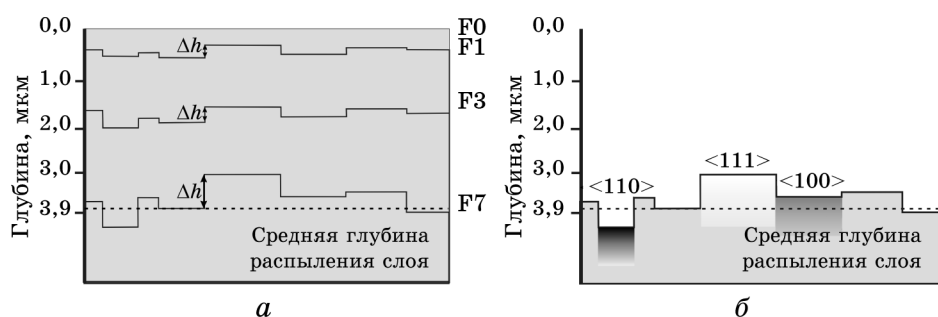 Глубина, мкм
0,0
1,0
2,0
3,0
3,9
Δh
Δh
Δh
F0
F1
F3
F7
Средняя глубина
распыления слоя
а
Глубина, мкм
0,0
1,0
2,0
3,0
3,9
<110>
<111>
<100>
Средняя глубина
распыления слоя
б